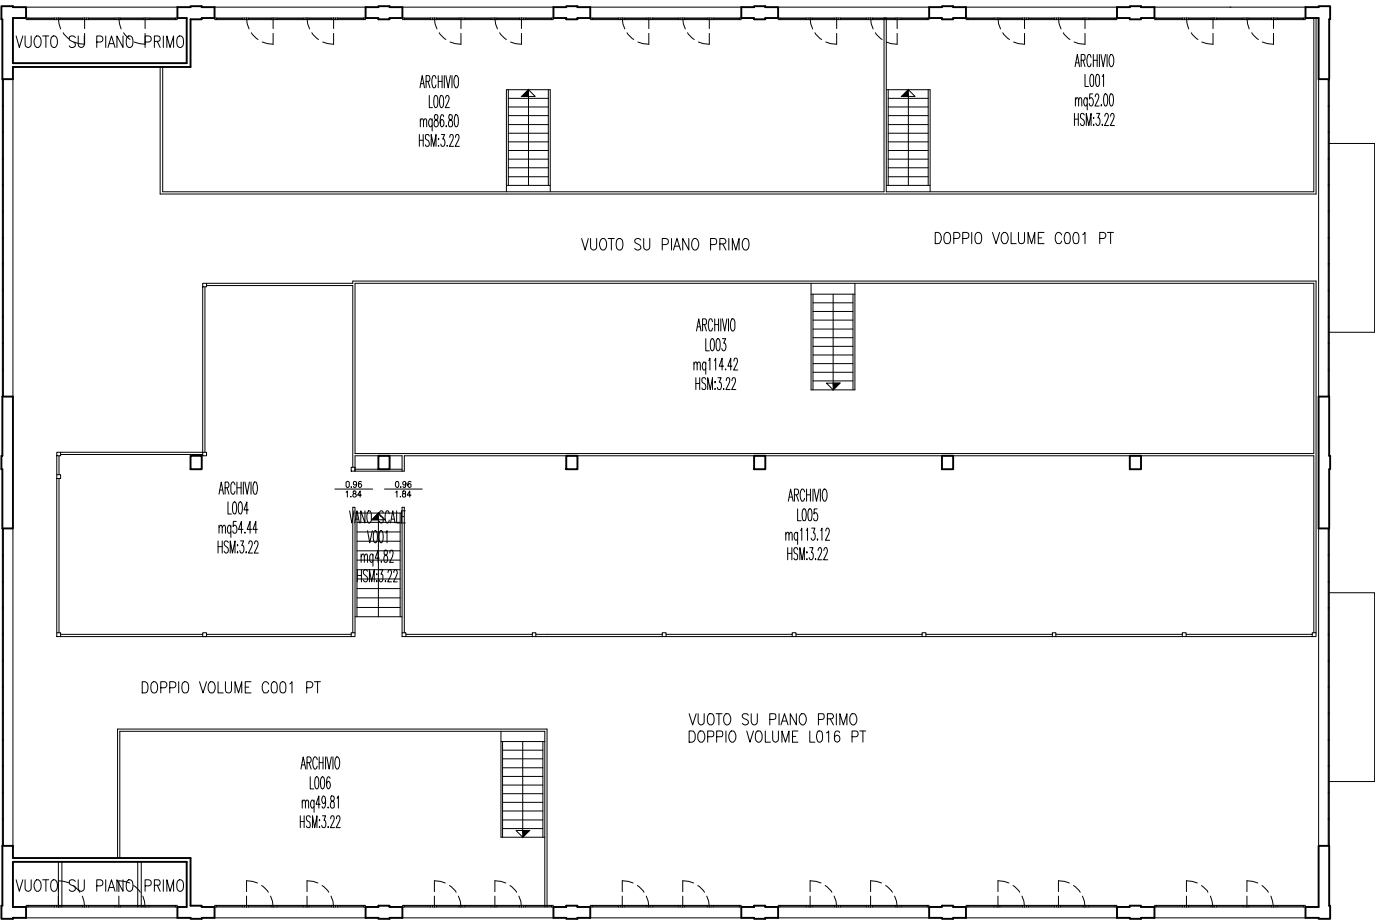 VUOTO SU PIANO PRIMO
ARCHIVIO
L002
mq86.80
HSM:3.22
ARCHIVIO
L001
mq52.00
HSM:3.22
VUOTO SU PIANO PRIMO
DOPPIO VOLUME C001 PT
ARCHIVIO
L003
mq114.42
HSM:3.22
ARCHIVIO
L004
mq54.44
HSM:3.22
0.96
1.84
0.96
1.84
VANO SCALE
V001
mq4.82
HSM:3.22
ARCHIVIO
L005
mq113.12
HSM:3.22
DOPPIO VOLUME C001 PT
VUOTO SU PIANO PRIMO
DOPPIO VOLUME L016 PT
ARCHIVIO
L006
mq49.81
HSM:3.22
VUOTO SU PIANO PRIMO